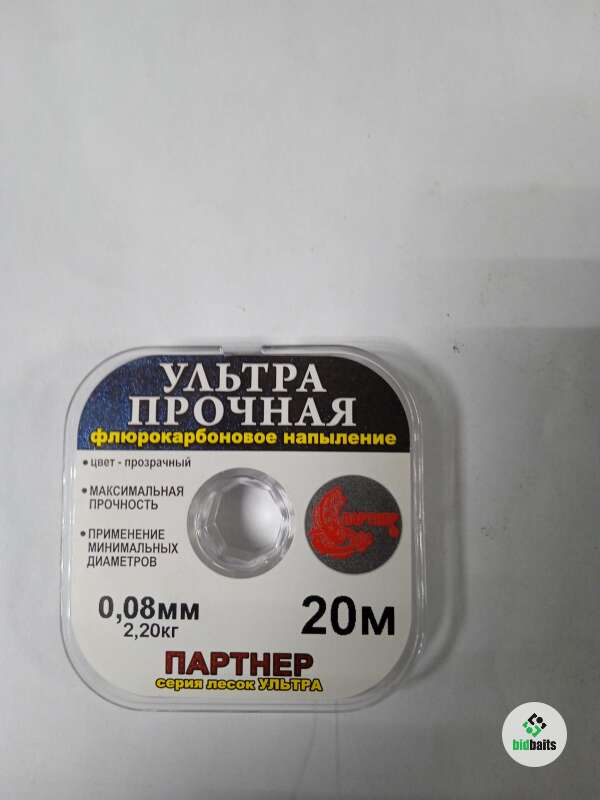 УЛЬТРА
ПРОЧНАЯ
флюрокарбоновое напыление
• цвет - прозрачный
• МАКСИМАЛЬНАЯ
ПРОЧНОСТЬ
• ПРИМЕНЕНИЕ
МИНИМАЛЬНЫХ
ДИАМЕТРОВ
ПАРТНЕР
0,08мм
2,20кг
20м
ПАРТНЕР
серия лесок УЛЬТРА
bidbaits